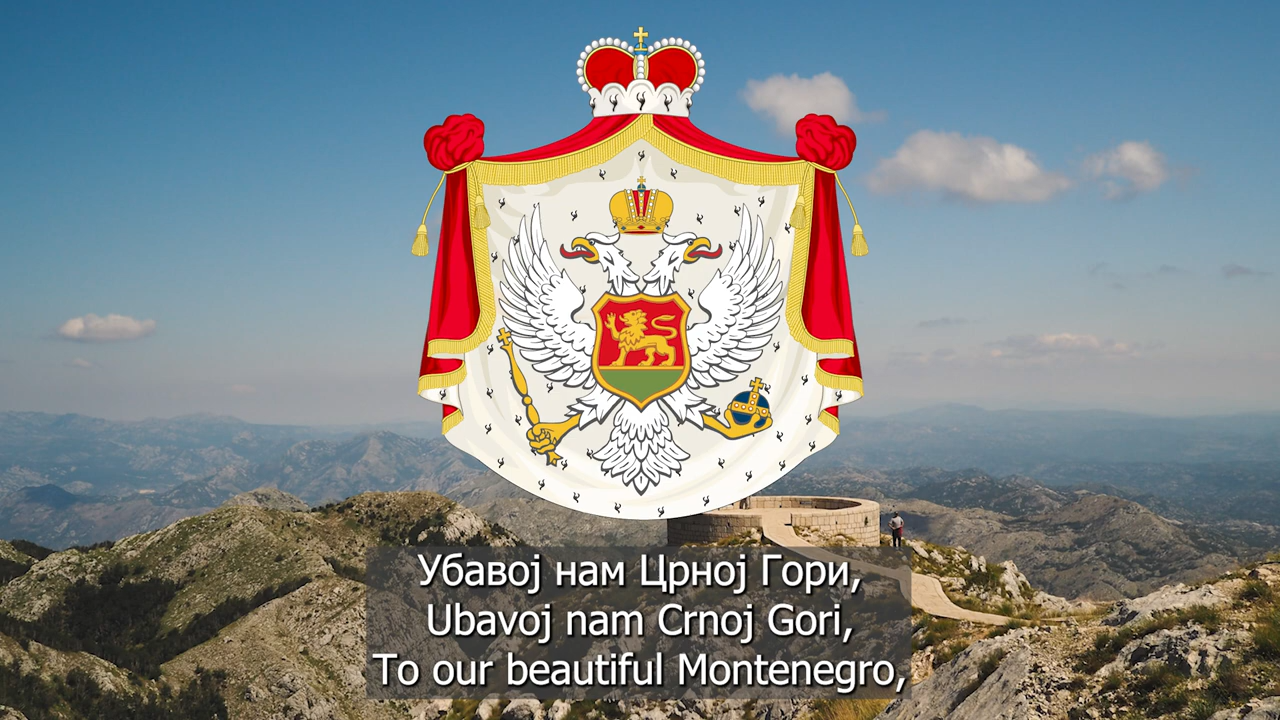 Убавој нам Црној Гори,
Ubavoj nam Crnoj Gori,
To our beautiful Montenegro,